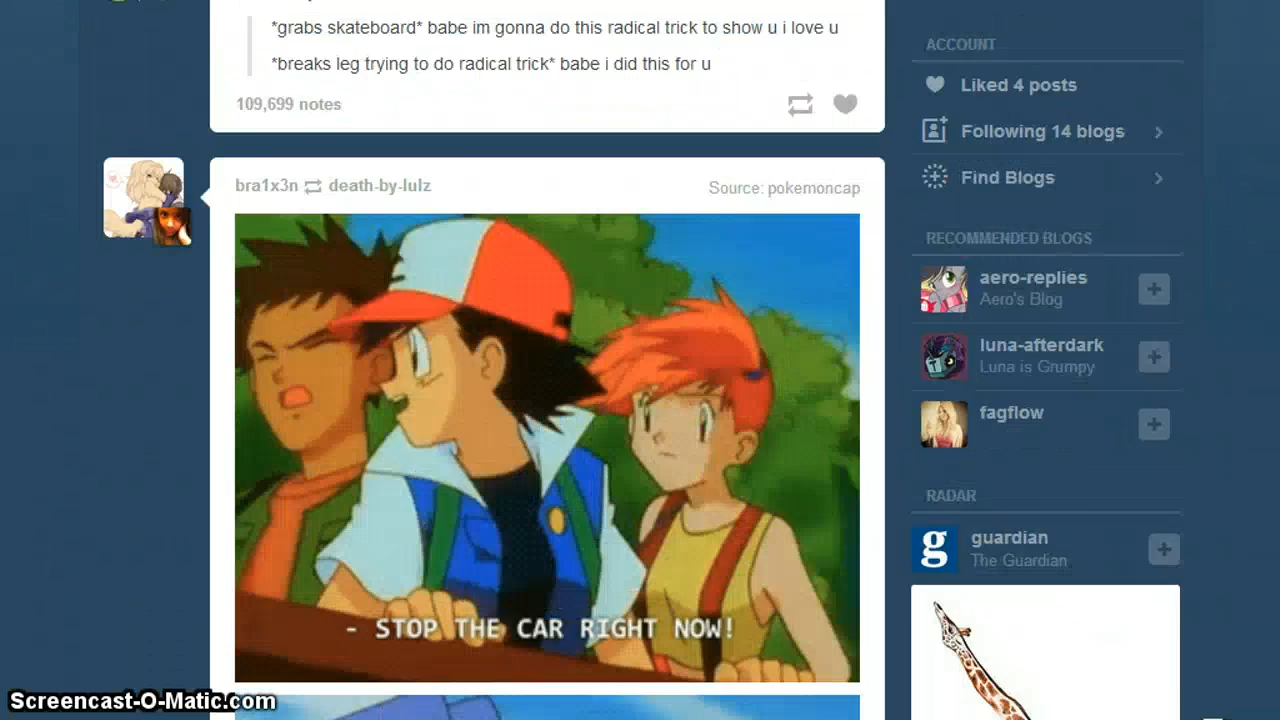 *grabs skateboard* babe im gonna do this radical trick to show u i love u
*breaks leg trying to do radical trick* babe i did this for u
109,699 notes
bra1x3n death-by-lulz
Source: pokemoncap
- STOP THE CAR RIGHT NOW!
ACCOUNT
Liked 4 posts
Following 14 blogs
Find Blogs
RECOMMENDED BLOGS
aero-replies
Aero's Blog
luna-afterdark
Luna is Grumpy
fagflow
RADAR
g
guardian
The Guardian
Screencast-O-Matic.com